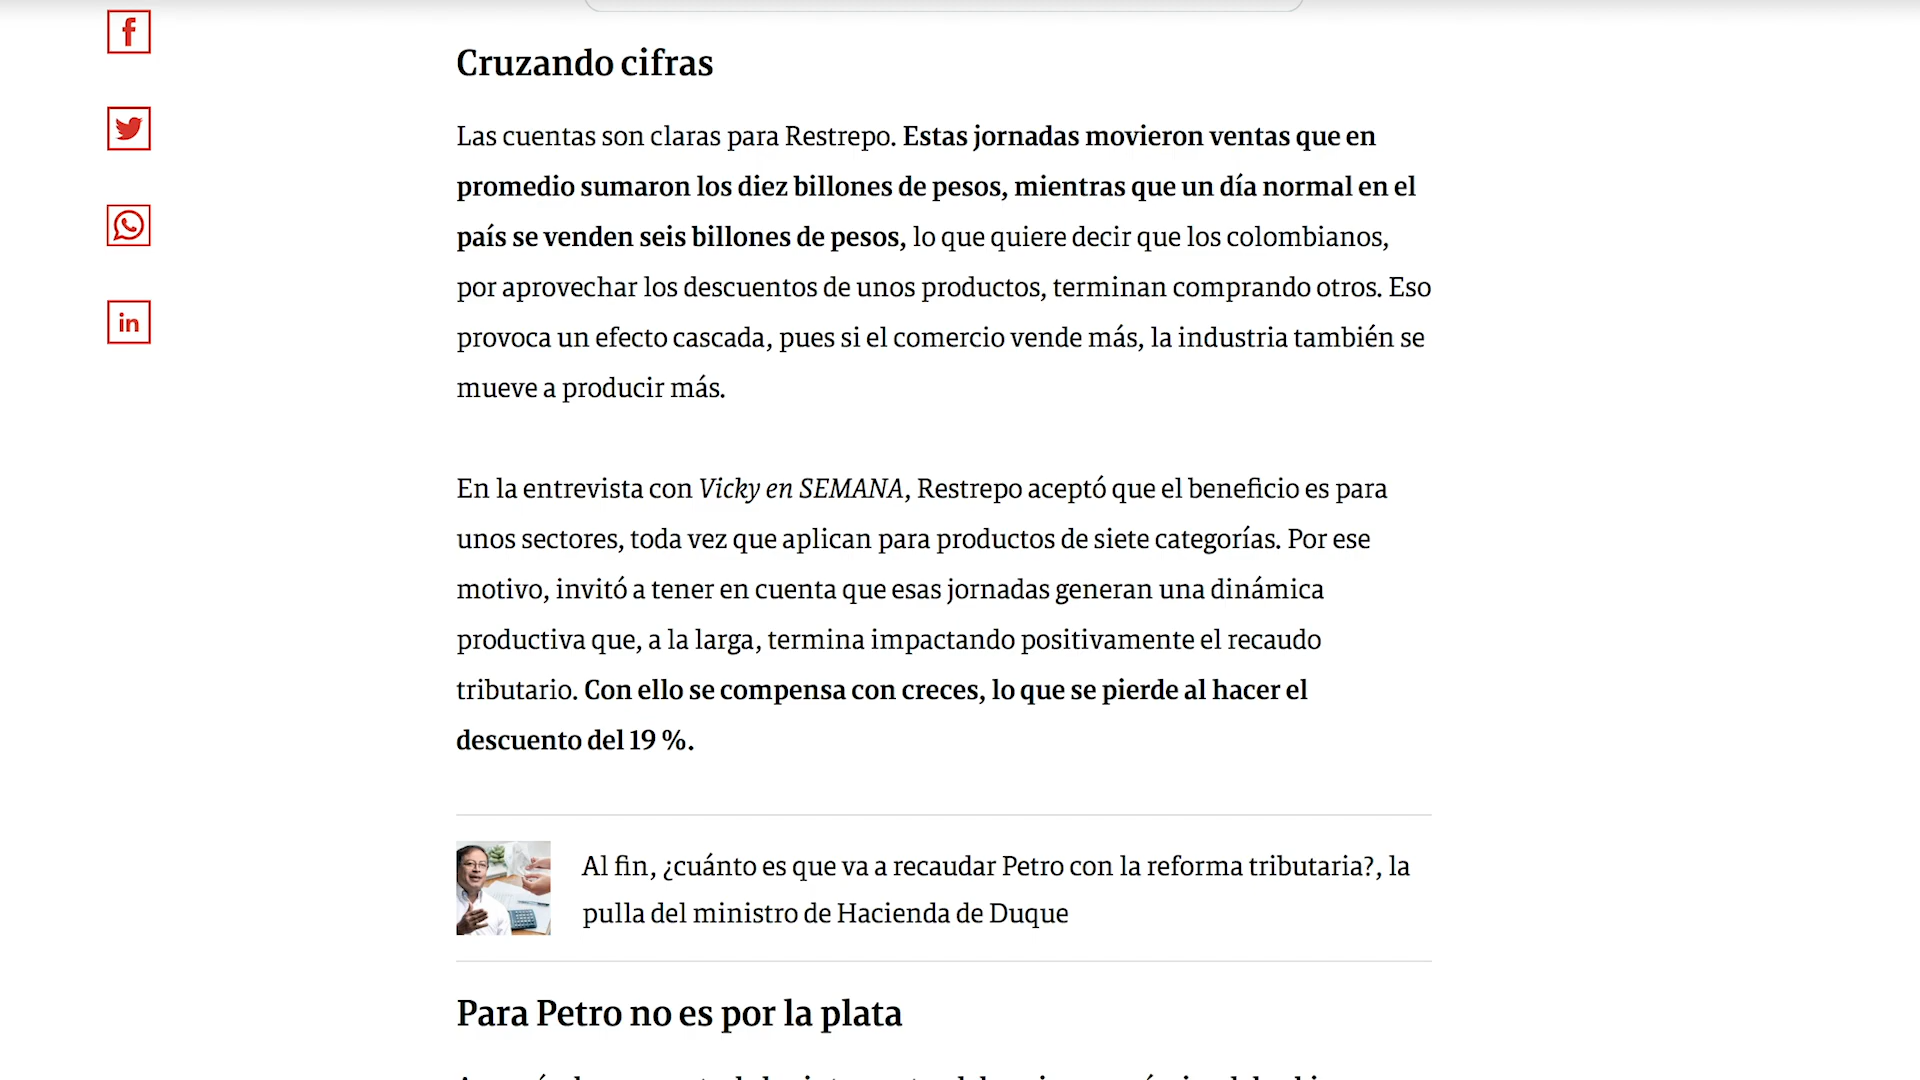 Cruzando cifras
Las cuentas son claras para Restrepo. Estas jornadas movieron ventas que en
promedio sumaron los diez billones de pesos, mientras que un día normal en el
país se venden seis billones de pesos, lo que quiere decir que los colombianos,
por aprovechar los descuentos de unos productos, terminan comprando otros. Eso
provoca un efecto cascada, pues si el comercio vende más, la industria también se
mueve a producir más.
En la entrevista con Vicky en SEMANA, Restrepo aceptó que el beneficio es para
unos sectores, toda vez que aplican para productos de siete categorías. Por ese
motivo, invitó a tener en cuenta que esas jornadas generan una dinámica
productiva que, a la larga, termina impactando positivamente el recaudo
tributario. Con ello se compensa con creces, lo que se pierde al hacer el
descuento del 19 %.
Al fin, ¿cuánto es que va a recaudar Petro con la reforma tributaria?, la
pulla del ministro de Hacienda de Duque
Para Petro no es por la plata